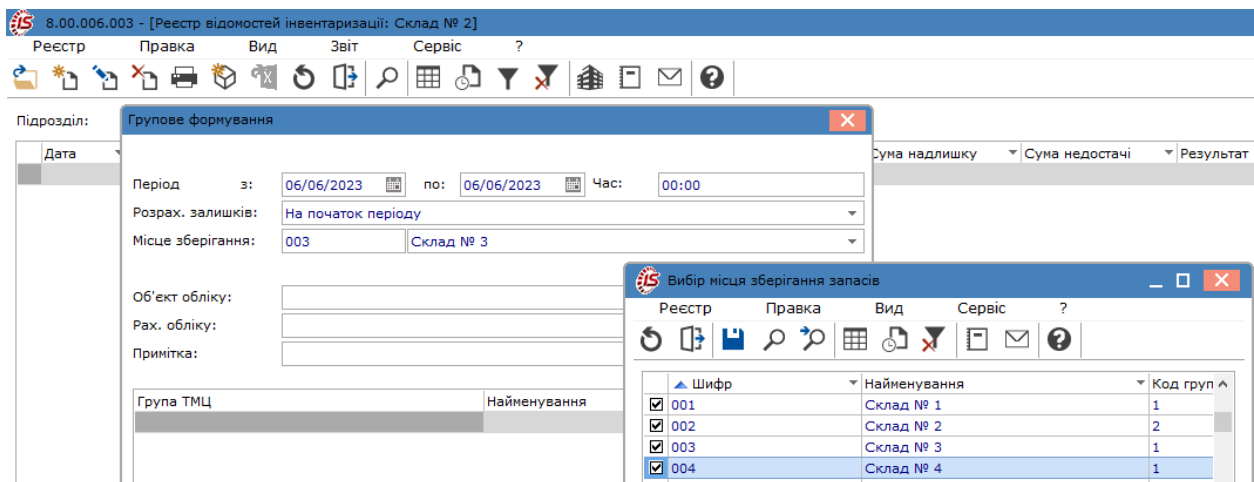 8.00.006.003 - [Реєстр відомостей інвентаризації: Склад № 2]
Реєстр Правка Вид Звіт Сервіс ?
Підрозділ:
Групове формування
Дата Сума надлишку Сума недостачі Результат
Період з: 06/06/2023 по: 06/06/2023 Час: 00:00
Розрах. залишків: На початок періоду
Місце зберігання: 003 Склад № 3
Об'єкт обліку:
Рах. обліку:
Примітка:
Група ТМЦ Найменування
Вибір місця зберігання запасів
Реєстр Правка Вид Сервіс ?
Шифр Найменування Код груп
001 Склад № 1 1
002 Склад № 2 2
003 Склад № 3 1
004 Склад № 4 1